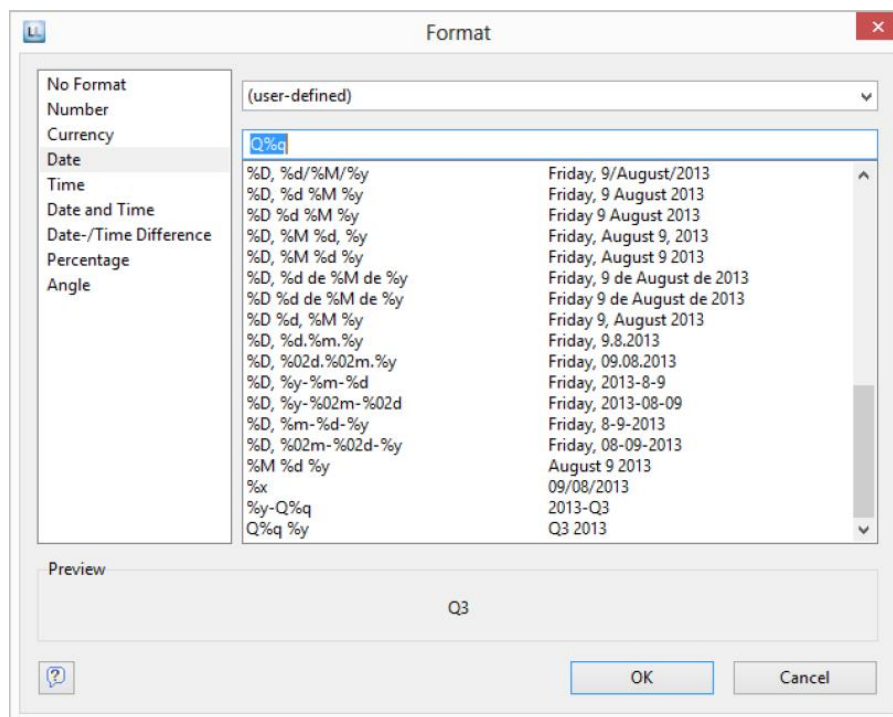 LL
Format
No Format
Number
Currency
Date
Time
Date and Time
Date-/Time Difference
Percentage
Angle
(user-defined)
Q%q
%D, %d/%M/%y Friday, 9/August/2013
%D, %d %M %y Friday, 9 August 2013
%D %d %M %y Friday 9 August 2013
%D, %M %d, %y Friday, August 9, 2013
%D, %M %d %y Friday, August 9 2013
%D, %d de %M de %y Friday, 9 de August de 2013
%D %d de %M de %y Friday 9 de August de 2013
%D %d, %M %y Friday 9, August 2013
%D, %d.%m.%y Friday, 9.8.2013
%D, %02d.%02m.%y Friday, 09.08.2013
%D, %y-%m-%d Friday, 2013-8-9
%D, %y-%02m-%02d Friday, 2013-08-09
%D, %m-%d-%y Friday, 8-9-2013
%D, %02m-%02d-%y Friday, 08-09-2013
%M %d %y August 9 2013
%x 09/08/2013
%y-Q%q 2013-Q3
Q%q %y Q3 2013
Preview
Q3
?
OK Cancel